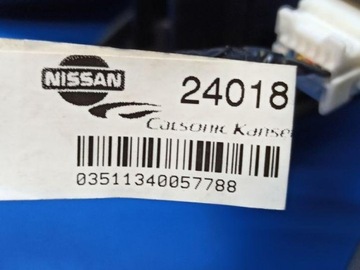 NISSAN
24018
Calsonic Kansei
03511340057788